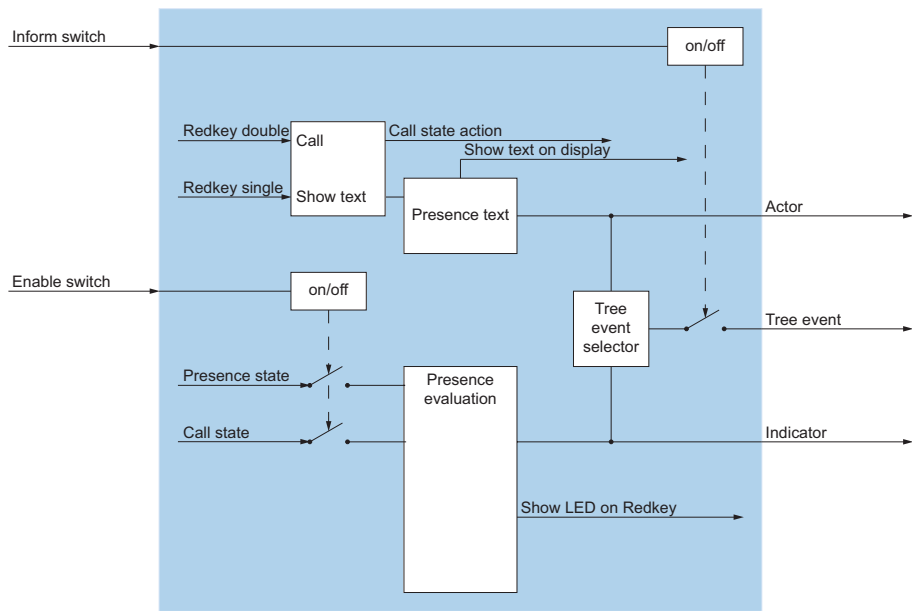 Inform switch
on/off
Redkey double
Call
Call state action
Show text on display
Redkey single
Show text
Presence text
Actor
Enable switch
on/off
Tree
event
selector
Tree event
Presence state
Presence
evaluation
Call state
Indicator
Show LED on Redkey